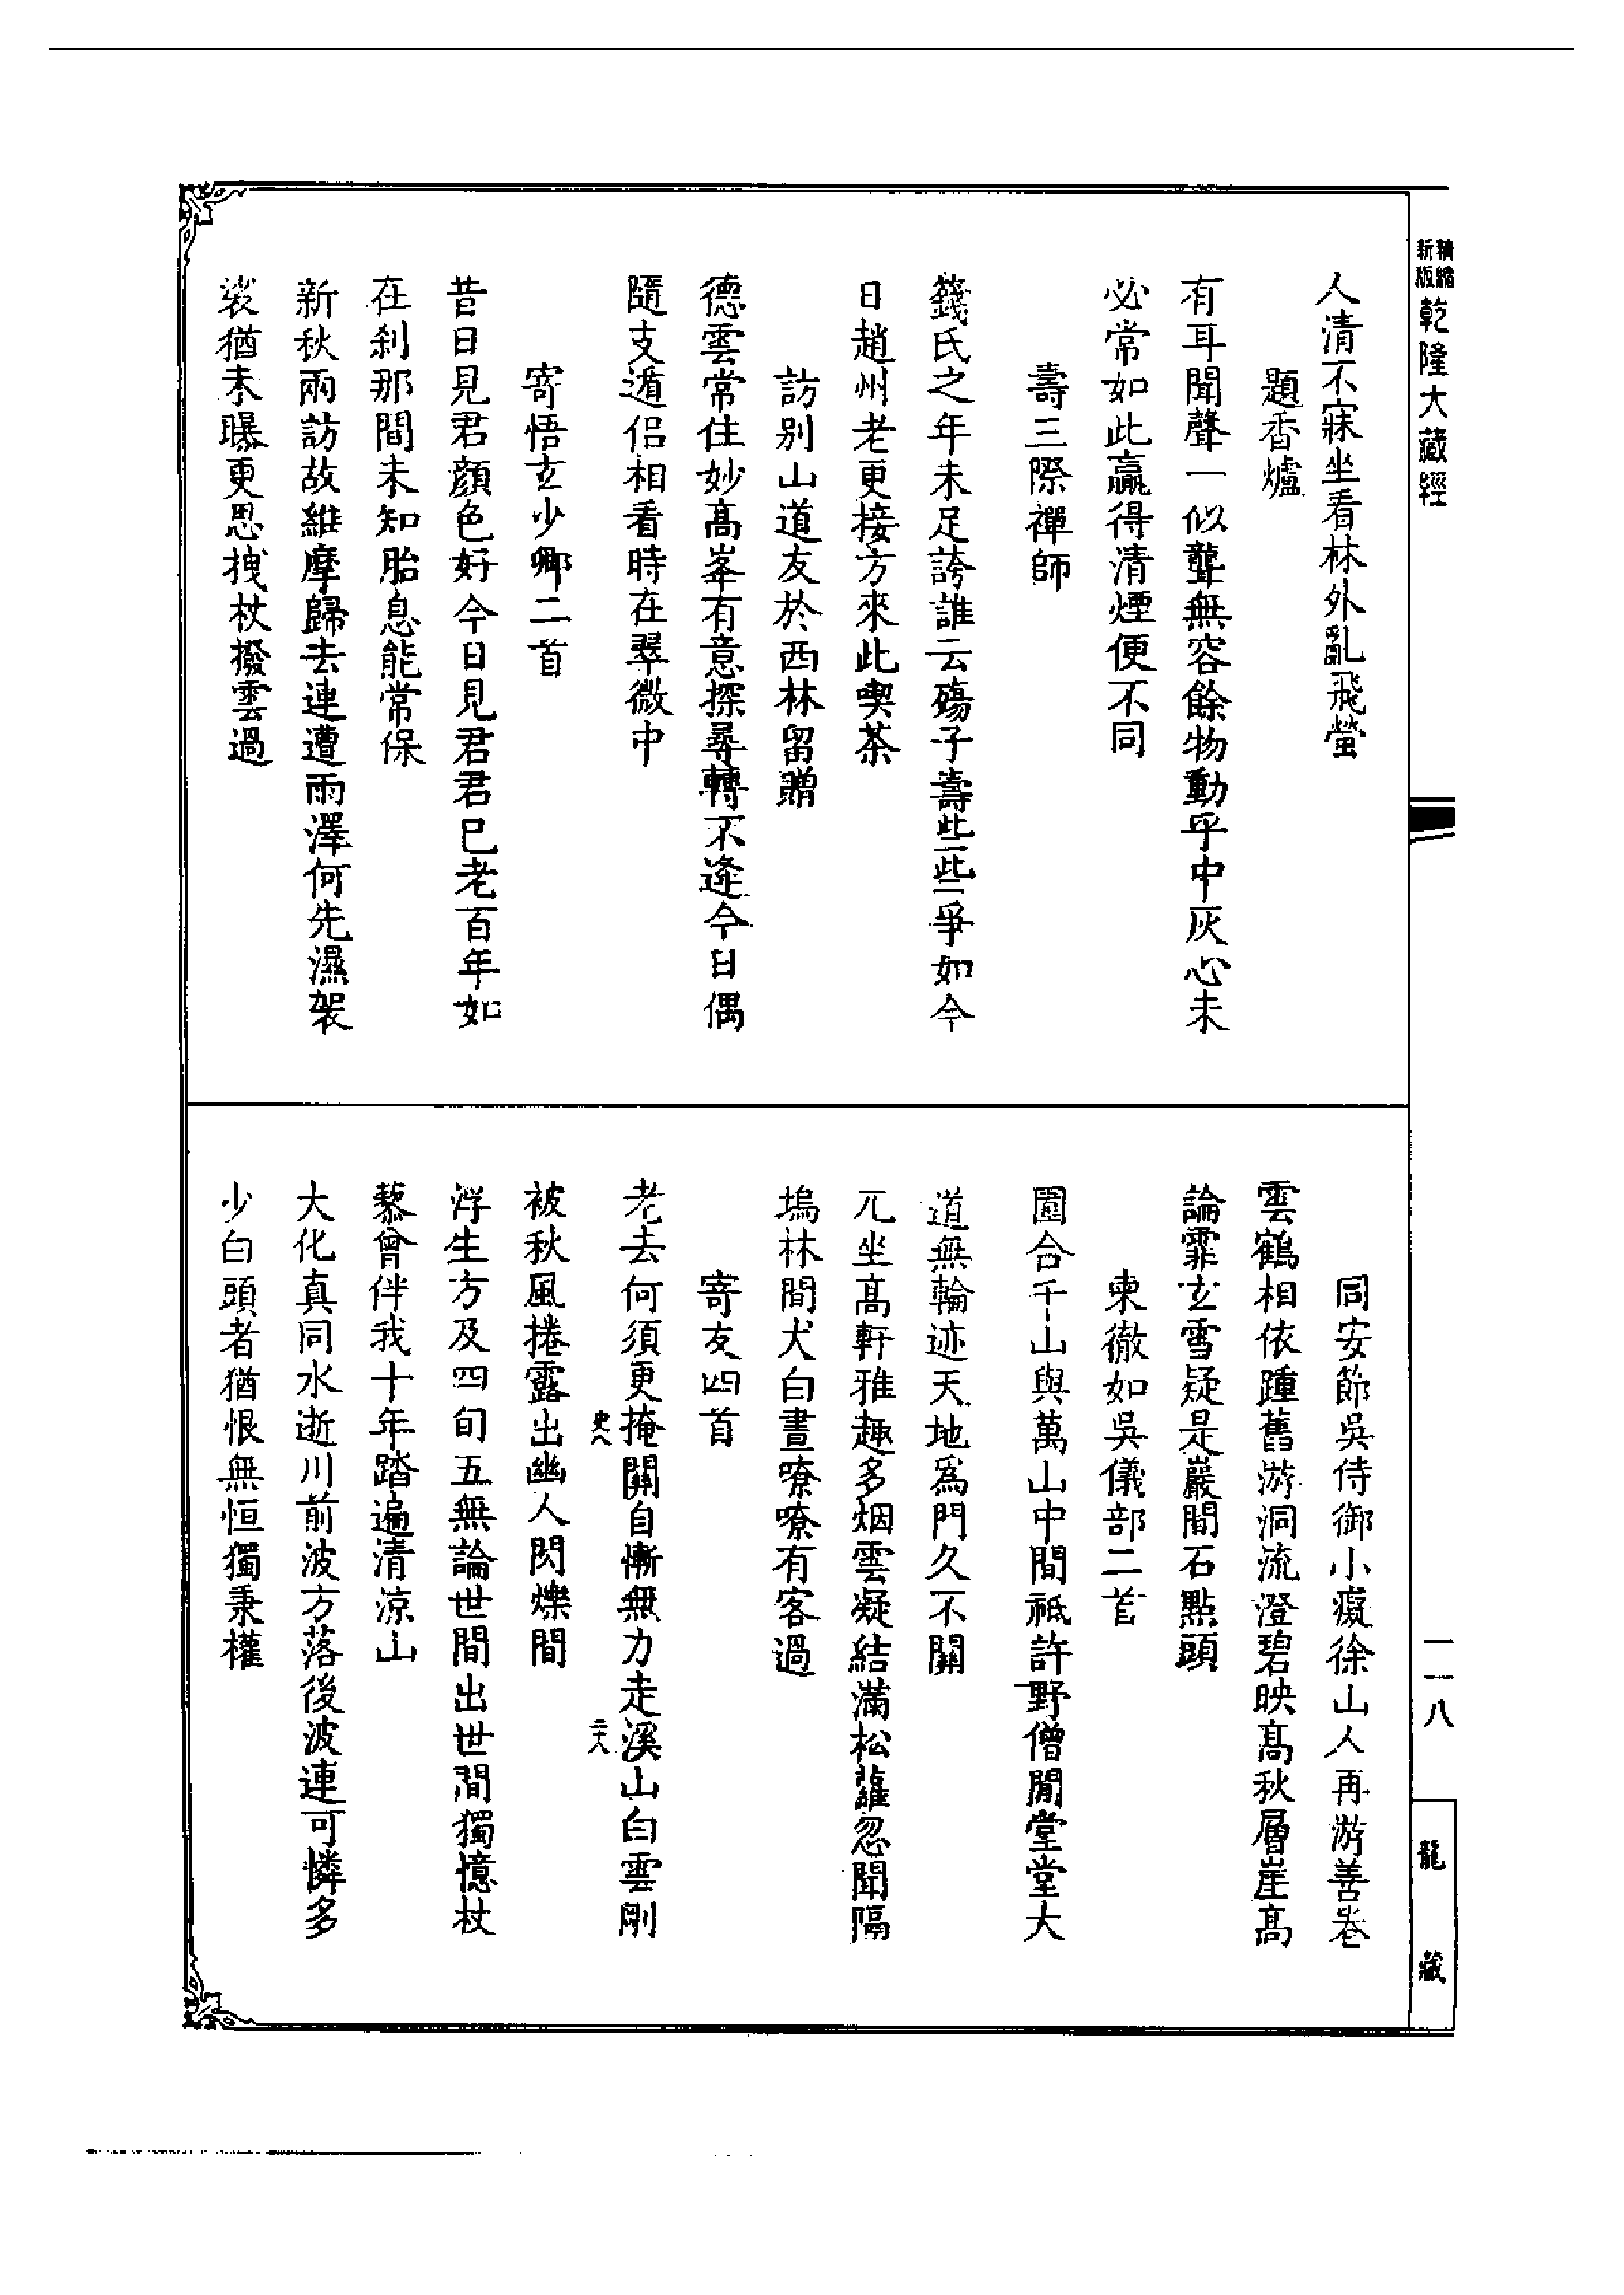 精縮新版 乾隆大藏經
人清不寐坐看林外亂飛螢
題香爐
有耳聞聲一似聾無容餘物動乎中灰心未
必常如此贏得清煙便不同
壽三際禪師
籛氏之年未足誇誰云殤子壽些些爭如今
日趙州老更接方來此喫茶
訪別山道友於西林留贈
德雲常住妙高峯有意探尋轉不逢今日偶
隨支遁侶相看時在翠微中
寄悟玄少卿二首
昔日見君顏色好今日見君君已老百年如
在刹那間未知胎息能常保
新秋兩訪故維摩歸去連遭雨澤何先濕袈
裟猶未曝更思拽杖撥雲過
同安節吳侍御小癡徐山人再游善卷
雲鶴相依踵舊游洞流澄碧映高秋層崖高
論霏玄雪疑是巖間石點頭
柬徹如吳儀部二首
圍合千山與萬山中間秪許野僧閒堂堂大
道無輪迹天地爲門久不關
兀坐高軒雅趣多烟雲凝結滿松蘿忽聞隔
塢林間犬白晝嘹嘹有客過
寄友四首
老去何須更掩關自慚無力走溪山白雲剛
史八 二十八
被秋風捲露出幽人閃爍間
浮生方及四旬五無論世間出世間獨憶杖
藜曾伴我十年踏遍清涼山
大化真同水逝川前波方落後波連可憐多
少白頭者猶恨無恒獨秉權
一一八
龍藏